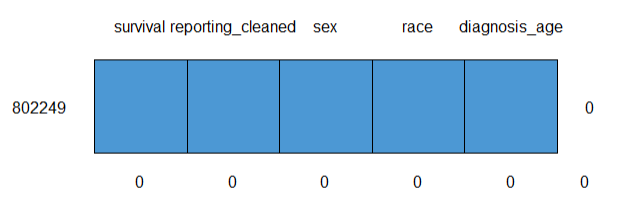 survival reporting_cleaned sex race diagnosis_age
802249 0
0 0 0 0 0 0